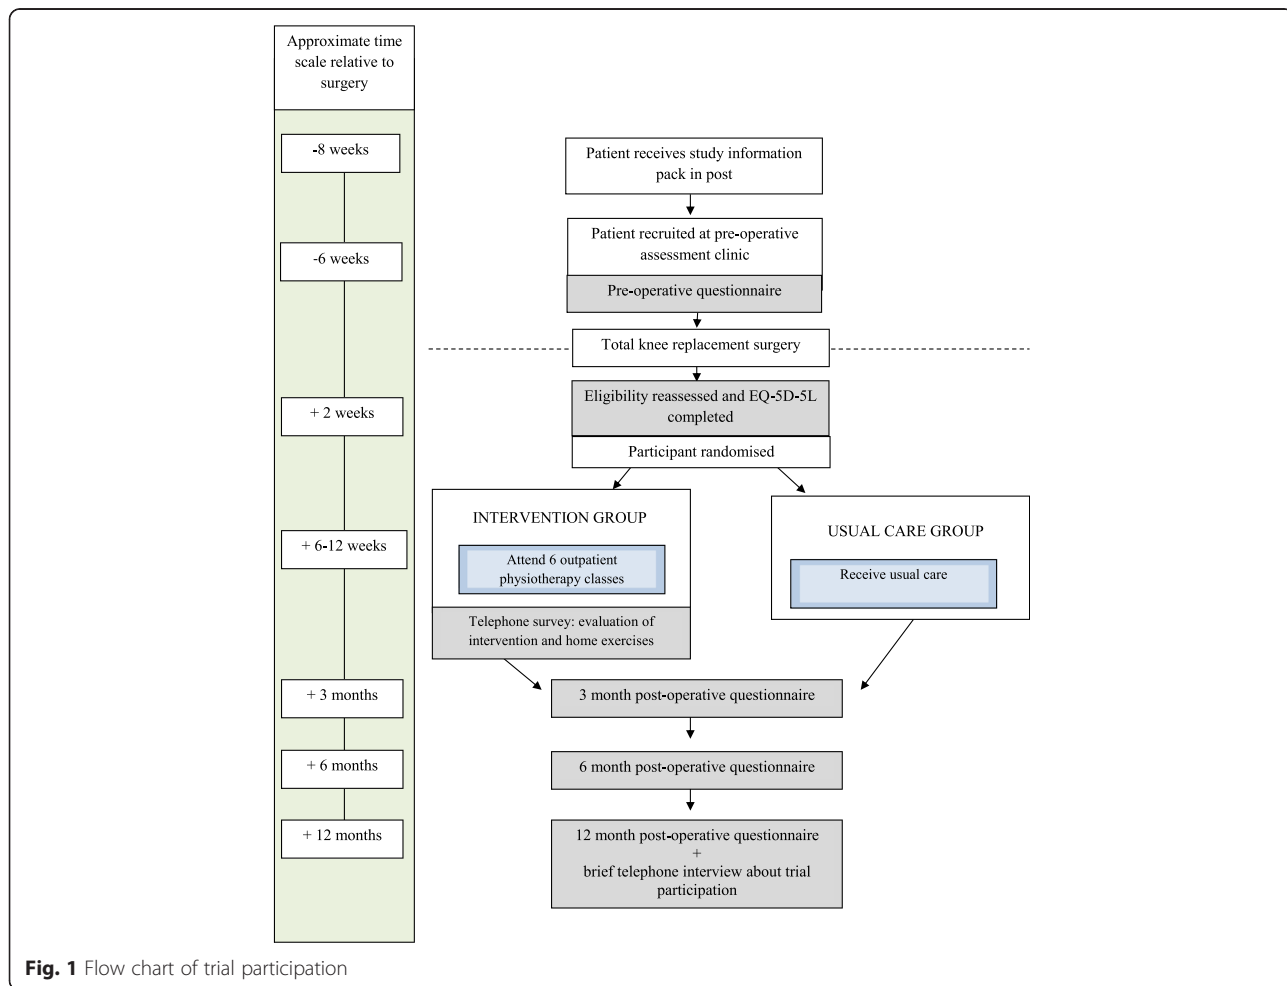 Approximate time
scale relative to
surgery
-8 weeks
-6 weeks
+ 2 weeks
+ 6-12 weeks
+ 3 months
+ 6 months
+ 12 months
Patient receives study information
pack in post
Patient recruited at pre-operative
assessment clinic
Pre-operative questionnaire
Total knee replacement surgery
Eligibility reassessed and EQ-5D-5L
completed
Participant randomised
INTERVENTION GROUP
Attend 6 outpatient
physiotherapy classes
Telephone survey: evaluation of
intervention and home exercises
USUAL CARE GROUP
Receive usual care
3 month post-operative questionnaire
6 month post-operative questionnaire
12 month post-operative questionnaire
+
brief telephone interview about trial
participation
Fig. 1 Flow chart of trial participation